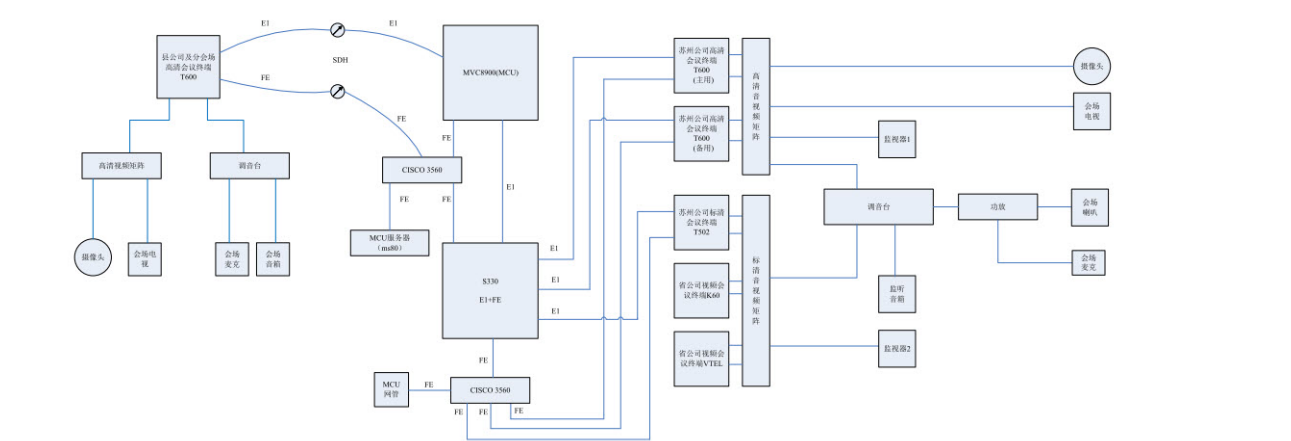 E1
E1
SDH
FE
FE
县公司及分会场
高清会议终端
T600
MVC8900(MCU)
高清视频矩阵
调音台
摄像头
会场电
视
会场
麦克
会场
音箱
FE
E1
CISCO 3560
FE
FE
MCU服务器
（ma80）
S330
E1+FE
E1
E1
E1
FE
MCU
网管
FE
CISCO 3560
FE
FE
FE
苏州公司高清
会议终端
T600
(主用)
苏州公司高清
会议终端
T600
(备用)
高清音视频矩阵
苏州公司标清
会议终端
T502
省公司视频会
议终端K60
省公司视频会
议终端VTEL
标清音视频矩阵
摄像头
会场
电视
监视器1
调音台
功放
会场
喇叭
会场
麦克
监听
音箱
监视器2